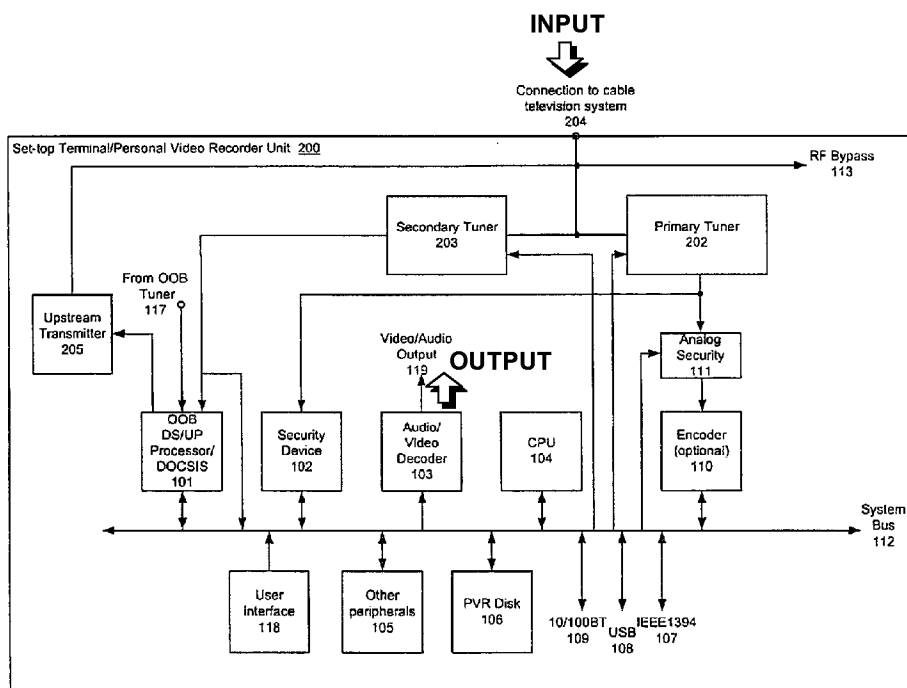 INPUT
Connection to cable
television system
204
Set-top Terminal/Personal Video Recorder Unit 200
RF Bypass
113
Secondary Tuner
203
Primary Tuner
202
From OOB
Tuner
117
Upstream
Transmitter
205
Video/Audio
Output
119
OUTPUT
Analog
Security
111
OOB
DS/UP
Processor/
DOCSIS
101
Security
Device
102
Audio/
Video
Decoder
103
CPU
104
Encoder
(optional)
110
System
Bus
112
User
Interface
118
Other
peripherals
105
PVR Disk
106
10/100BT
109
USB
108
IEEE1394
107